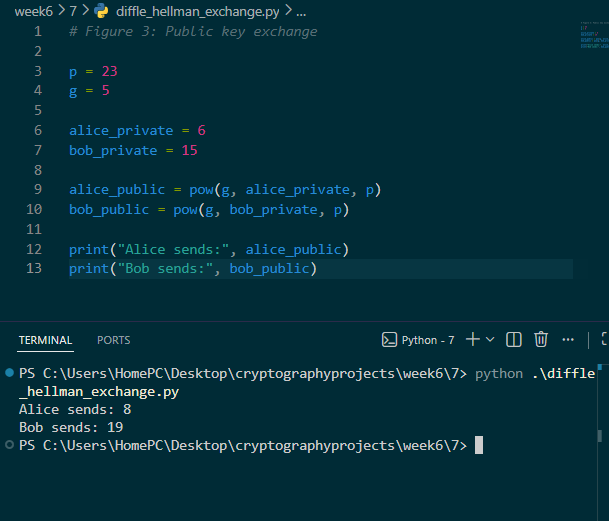 week6 > 7 > diffle_hellman_exchange.py > ...
1 # Figure 3: Public key exchange
2
3 p = 23
4 g = 5
5
6 alice_private = 6
7 bob_private = 15
8
9 alice_public = pow(g, alice_private, p)
10 bob_public = pow(g, bob_private, p)
11
12 print("Alice sends:", alice_public)
13 print("Bob sends:", bob_public)
TERMINAL PORTS Python - 7
PS C:\Users\HomePC\Desktop\cryptographyprojects\week6\7> python .\diffle
_hellman_exchange.py
Alice sends: 8
Bob sends: 19
PS C:\Users\HomePC\Desktop\cryptographyprojects\week6\7>